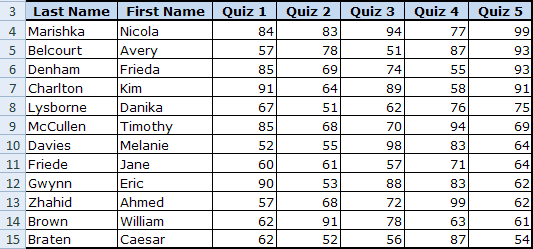 3 Last Name First Name Quiz 1 Quiz 2 Quiz 3 Quiz 4 Quiz 5
4 Marishka Nicola 84 83 94 77 99
5 Belcourt Avery 57 78 51 87 93
6 Denham Frieda 85 69 74 55 93
7 Charlton Kim 91 64 89 58 91
8 Lysborne Danika 67 51 62 76 75
9 McCullen Timothy 85 68 70 94 69
10 Davies Melanie 52 55 98 83 64
11 Friede Jane 60 61 57 71 64
12 Gwynn Eric 90 53 88 83 62
13 Zhahid Ahmed 57 68 72 99 62
14 Brown William 62 91 78 63 61
15 Braten Caesar 62 52 56 87 54